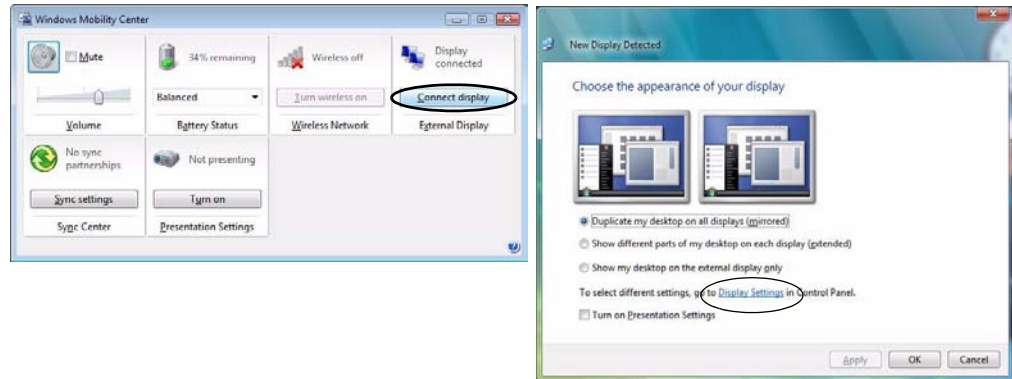 Windows Mobility Center
Mute
34% remaining
Wireless off
Display
connected
Balanced
Turn wireless on
Connect display
Volume
Battery Status
Wireless Network
External Display
No sync
partnerships
Not presenting
Sync settings
Turn on
Sync Center
Presentation Settings
New Display Detected
Choose the appearance of your display
Duplicate my desktop on all displays (mirrored)
Show different parts of my desktop on each display (extended)
Show my desktop on the external display only
To select different settings, go to Display Settings in Control Panel.
Turn on Presentation Settings
Apply
OK
Cancel